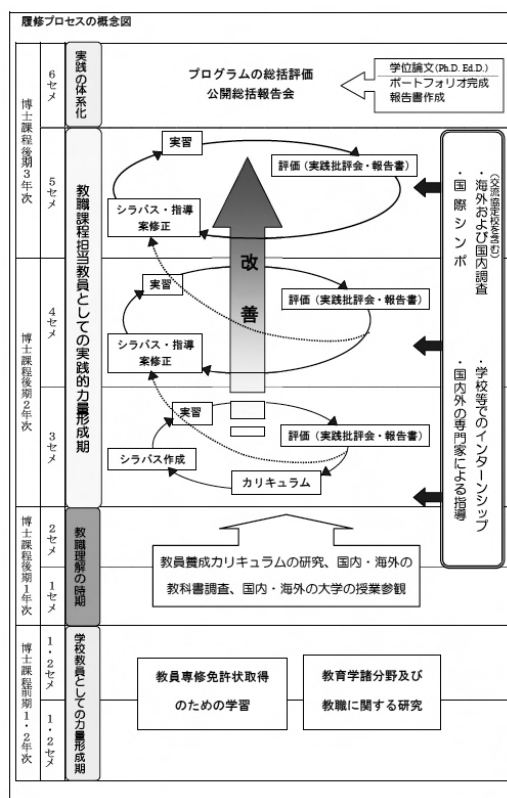 履修プロセスの概念図
博士課程後期3年次
6セメ
実践の体系化
プログラムの総括評価
公開総括報告会
学位論文(Ph.D. Ed.D.)
ポートフォリオ完成
報告書作成
5セメ
教職課程担当教員としての実践的力量形成期
実習
評価(実践批評会・報告書)
シラバス・指導
案修正
改善
博士課程後期2年次
4セメ
実習
評価(実践批評会・報告書)
シラバス・指導
案修正
3セメ
実習
評価(実践批評会・報告書)
シラバス作成
カリキュラム
(交流協定校を含む)
・海外および国内調査
・国際シンポ
・学校等でのインターンシップ
・国内外の専門家による指導
博士課程後期1年次
2セメ
1セメ
教職理解の時期
教員養成カリキュラムの研究、国内・海外の
教科書調査、国内・海外の大学の授業参観
博士課程前期1・2年次
1・2セメ
1・2セメ
学校教員としての力量形成期
教員専修免許状取得
のための学習
教育学諸分野及び
教職に関する研究